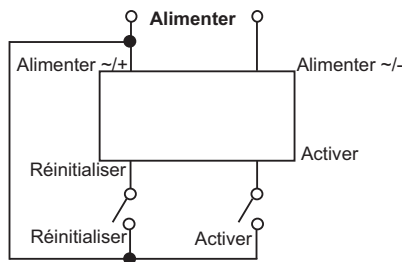 Alimenter
Alimenter ~/+
Alimenter ~/-
Activer
Réinitialiser
Réinitialiser
Activer